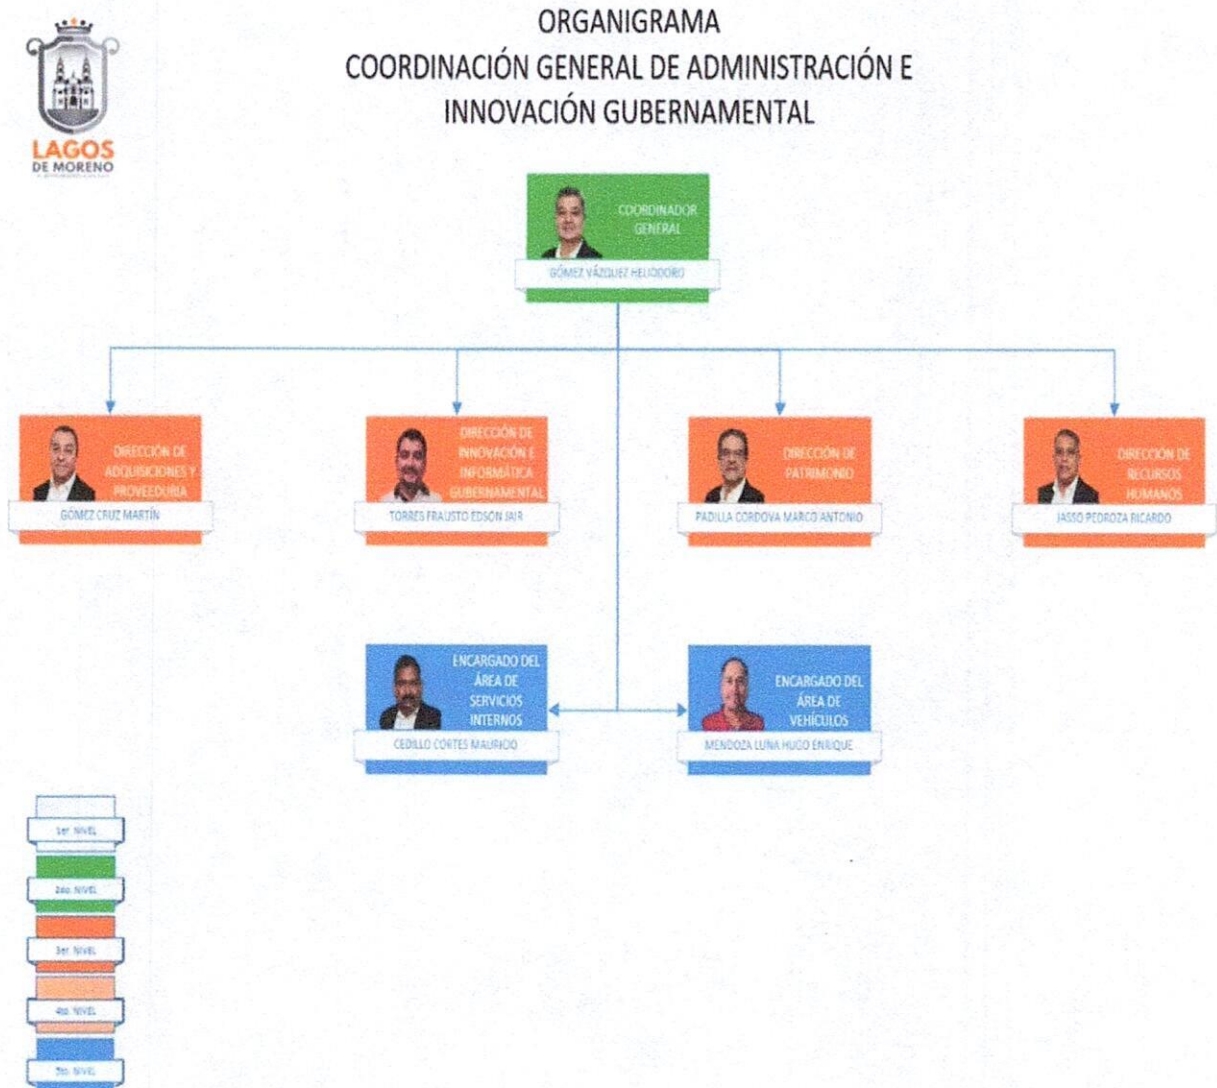 ORGANIGRAMA
COORDINACIÓN GENERAL DE ADMINISTRACIÓN E
INNOVACIÓN GUBERNAMENTAL
LAGOS
DE MORENO
COORDINADOR
GENERAL
GÓMEZ VÁZQUEZ HELIODORO
DIRECCIÓN DE
ADQUISICIONES Y
PROVEEDURÍA
GÓMEZ CRUZ MARTÍN
DIRECCIÓN DE
INNOVACIÓN E
INFORMÁTICA
GUBERNAMENTAL
TORRES FRAUSTO EDSON JAIR
DIRECCIÓN DE
PATRIMONIO
PADILLA CORDOVA MARCO ANTONIO
DIRECCIÓN DE
RECURSOS
HUMANOS
JASSO PEDROZA RICARDO
ENCARGADO DEL
ÁREA DE
SERVICIOS
INTERNOS
CEDILLO CORTES MAURICIO
ENCARGADO DEL
ÁREA DE
VEHÍCULOS
MENDOZA LUNA HUGO ENRIQUE
1er. NIVEL
2do. NIVEL
3er. NIVEL
4to. NIVEL
5to. NIVEL